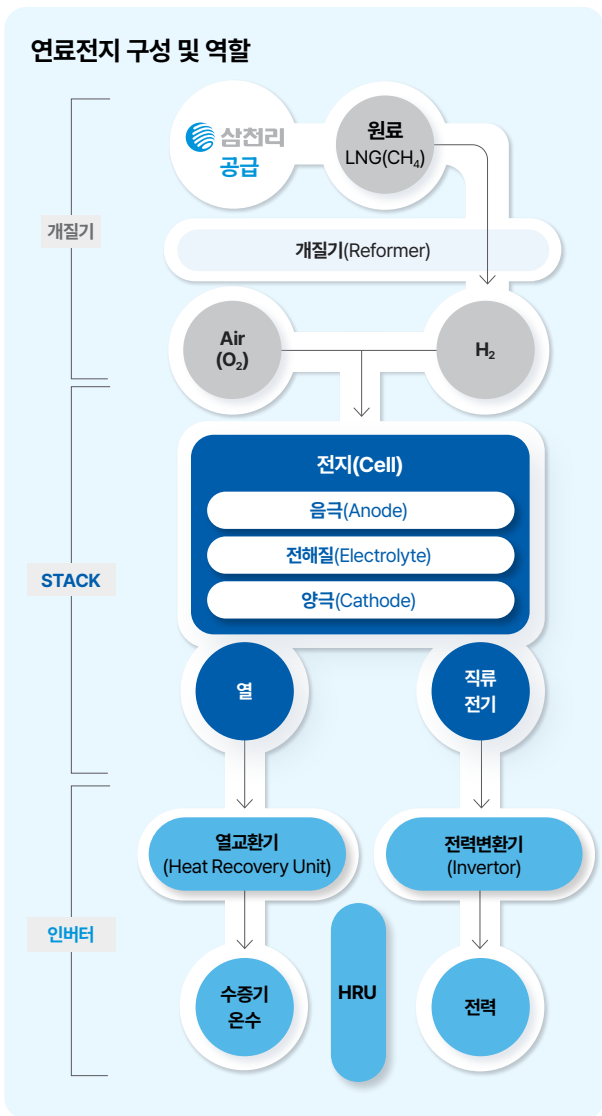 연료전지 구성 및 역할
삼천리
공급
원료
LNG(CH₄)
개질기
개질기(Reformer)
Air
(O₂)
H₂
전지(Cell)
음극(Anode)
전해질(Electrolyte)
양극(Cathode)
STACK
열
직류
전기
열교환기
(Heat Recovery Unit)
전력변환기
(Invertor)
인버터
수증기
온수
HRU
전력